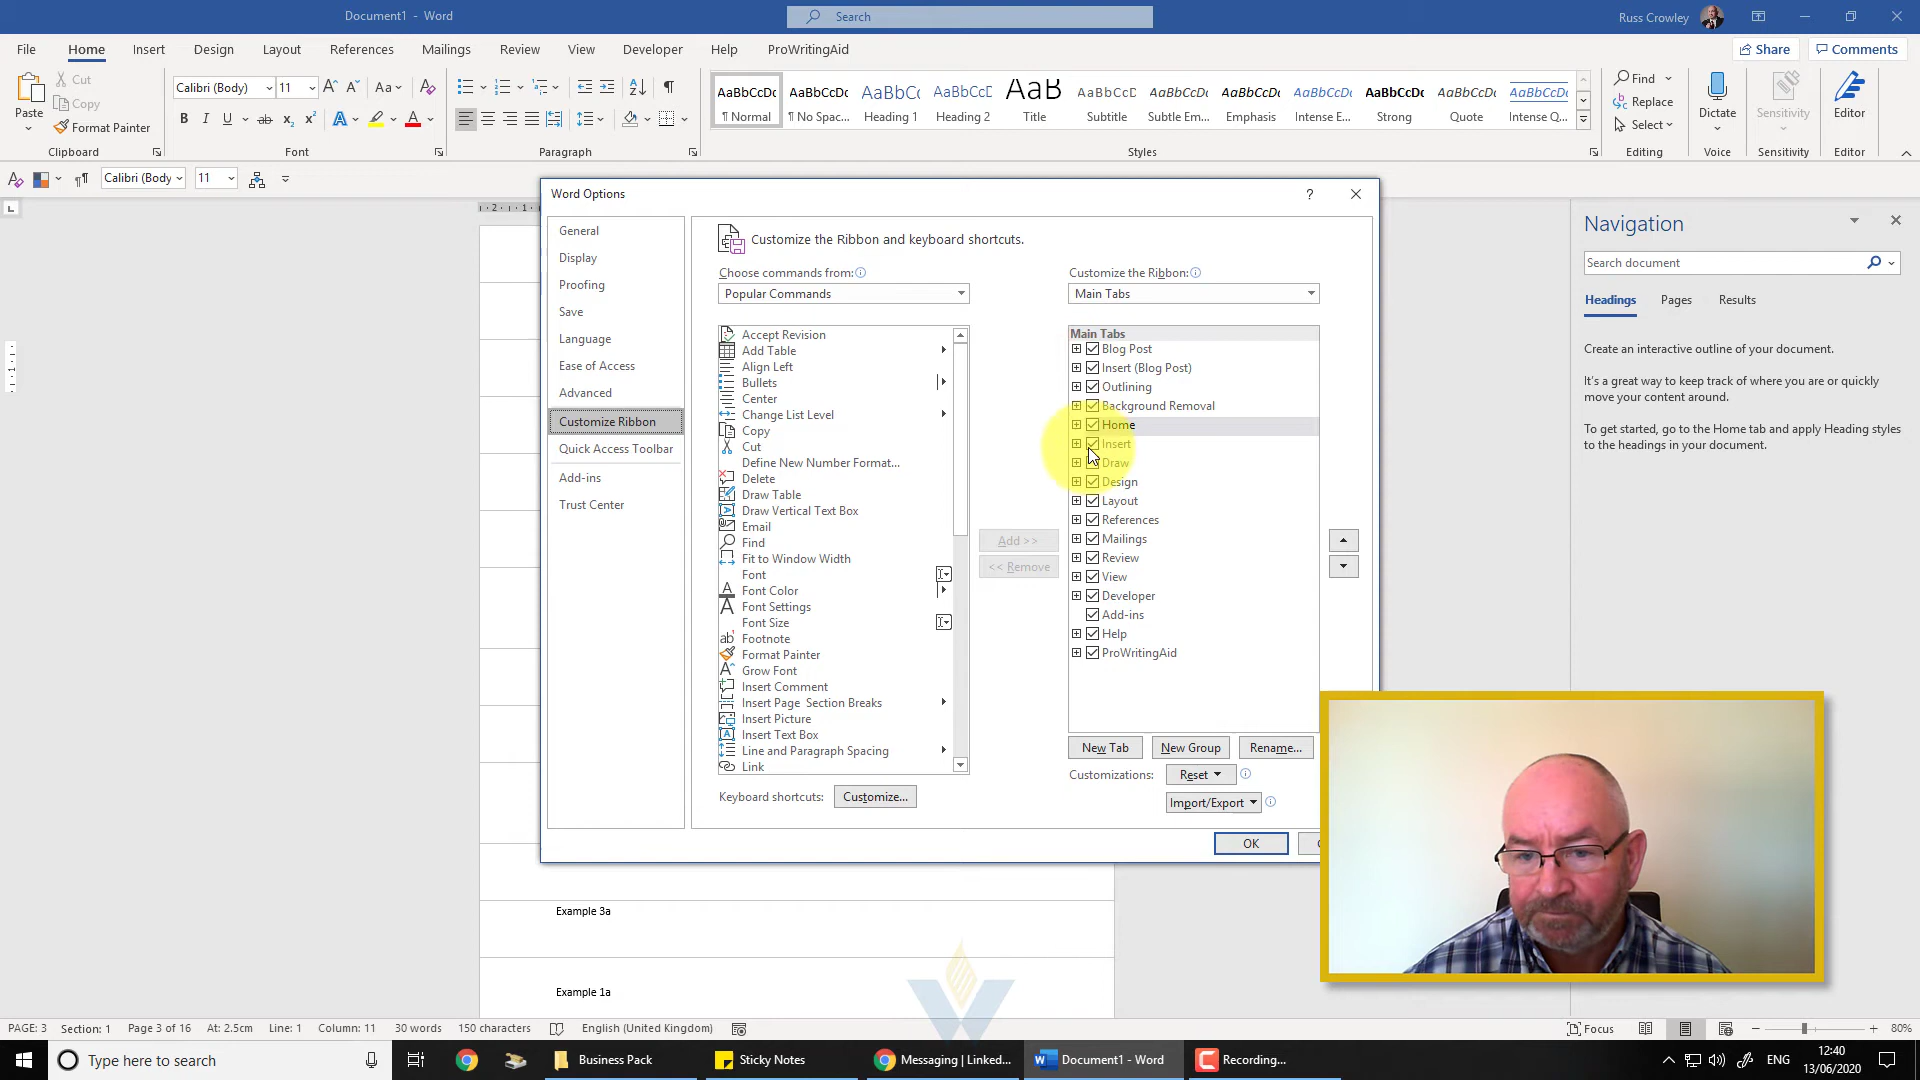 Document1 - Word
Search
Russ Crowley
File Home Insert Design Layout References Mailings Review View Developer Help ProWritingAid
Share Comments
Paste
Cut
Copy
Format Painter
Clipboard
Calibri (Body) 11
Font
Paragraph
AaBbCcDc AaBbCcDc AaBbCc AaBbCcD AaB AaBbCcD AaBbCcDc AaBbCcDc AaBbCcDc AaBbCcDc AaBbCcDc AaBbCcDc
¶ Normal ¶ No Spac... Heading 1 Heading 2 Title Subtitle Subtle Em... Emphasis Intense E... Strong Quote Intense Q...
Styles
Find
Replace
Select
Editing
Dictate
Voice
Sensitivity
Sensitivity
Editor
Editor
Calibri (Body 11
Word Options
General
Display
Proofing
Save
Language
Ease of Access
Advanced
Customize Ribbon
Quick Access Toolbar
Add-ins
Trust Center
Customize the Ribbon and keyboard shortcuts.
Choose commands from:
Popular Commands
Accept Revision
Add Table
Align Left
Bullets
Center
Change List Level
Copy
Cut
Define New Number Format...
Delete
Draw Table
Draw Vertical Text Box
Email
Find
Fit to Window Width
Font
Font Color
Font Settings
Font Size
Footnote
Format Painter
Grow Font
Insert Comment
Insert Page Section Breaks
Insert Picture
Insert Text Box
Line and Paragraph Spacing
Link
Keyboard shortcuts: Customize...
Add >>
<< Remove
Customize the Ribbon:
Main Tabs
Main Tabs
Blog Post
Insert (Blog Post)
Outlining
Background Removal
Home
Insert
Draw
Design
Layout
References
Mailings
Review
View
Developer
Add-ins
Help
ProWritingAid
New Tab New Group Rename...
Customizations: Reset
Import/Export
OK
Navigation
Search document
Headings Pages Results
Create an interactive outline of your document.
It's a great way to keep track of where you are or quickly
move your content around.
To get started, go to the Home tab and apply Heading styles
to the headings in your document.
Example 3a
Example 1a
PAGE: 3 Section: 1 Page 3 of 16 At: 2.5cm Line: 1 Column: 11 30 words 150 characters English (United Kingdom)
Focus
80%
Type here to search
Business Pack
Sticky Notes
Messaging | Linked...
Document1 - Word
Recording...
ENG
12:40
13/06/2020